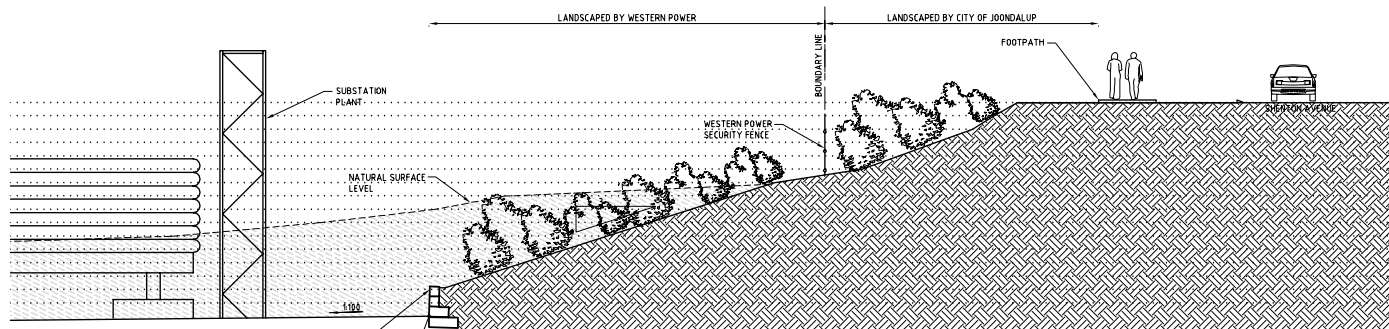 LANDSCAPED BY WESTERN POWER
LANDSCAPED BY CITY OF JOONDALUP
FOOTPATH
BOUNDARY LINE
SUBSTATION
PLANT
SHENTON AVENUE
WESTERN POWER
SECURITY FENCE
NATURAL SURFACE
LEVEL
1:100